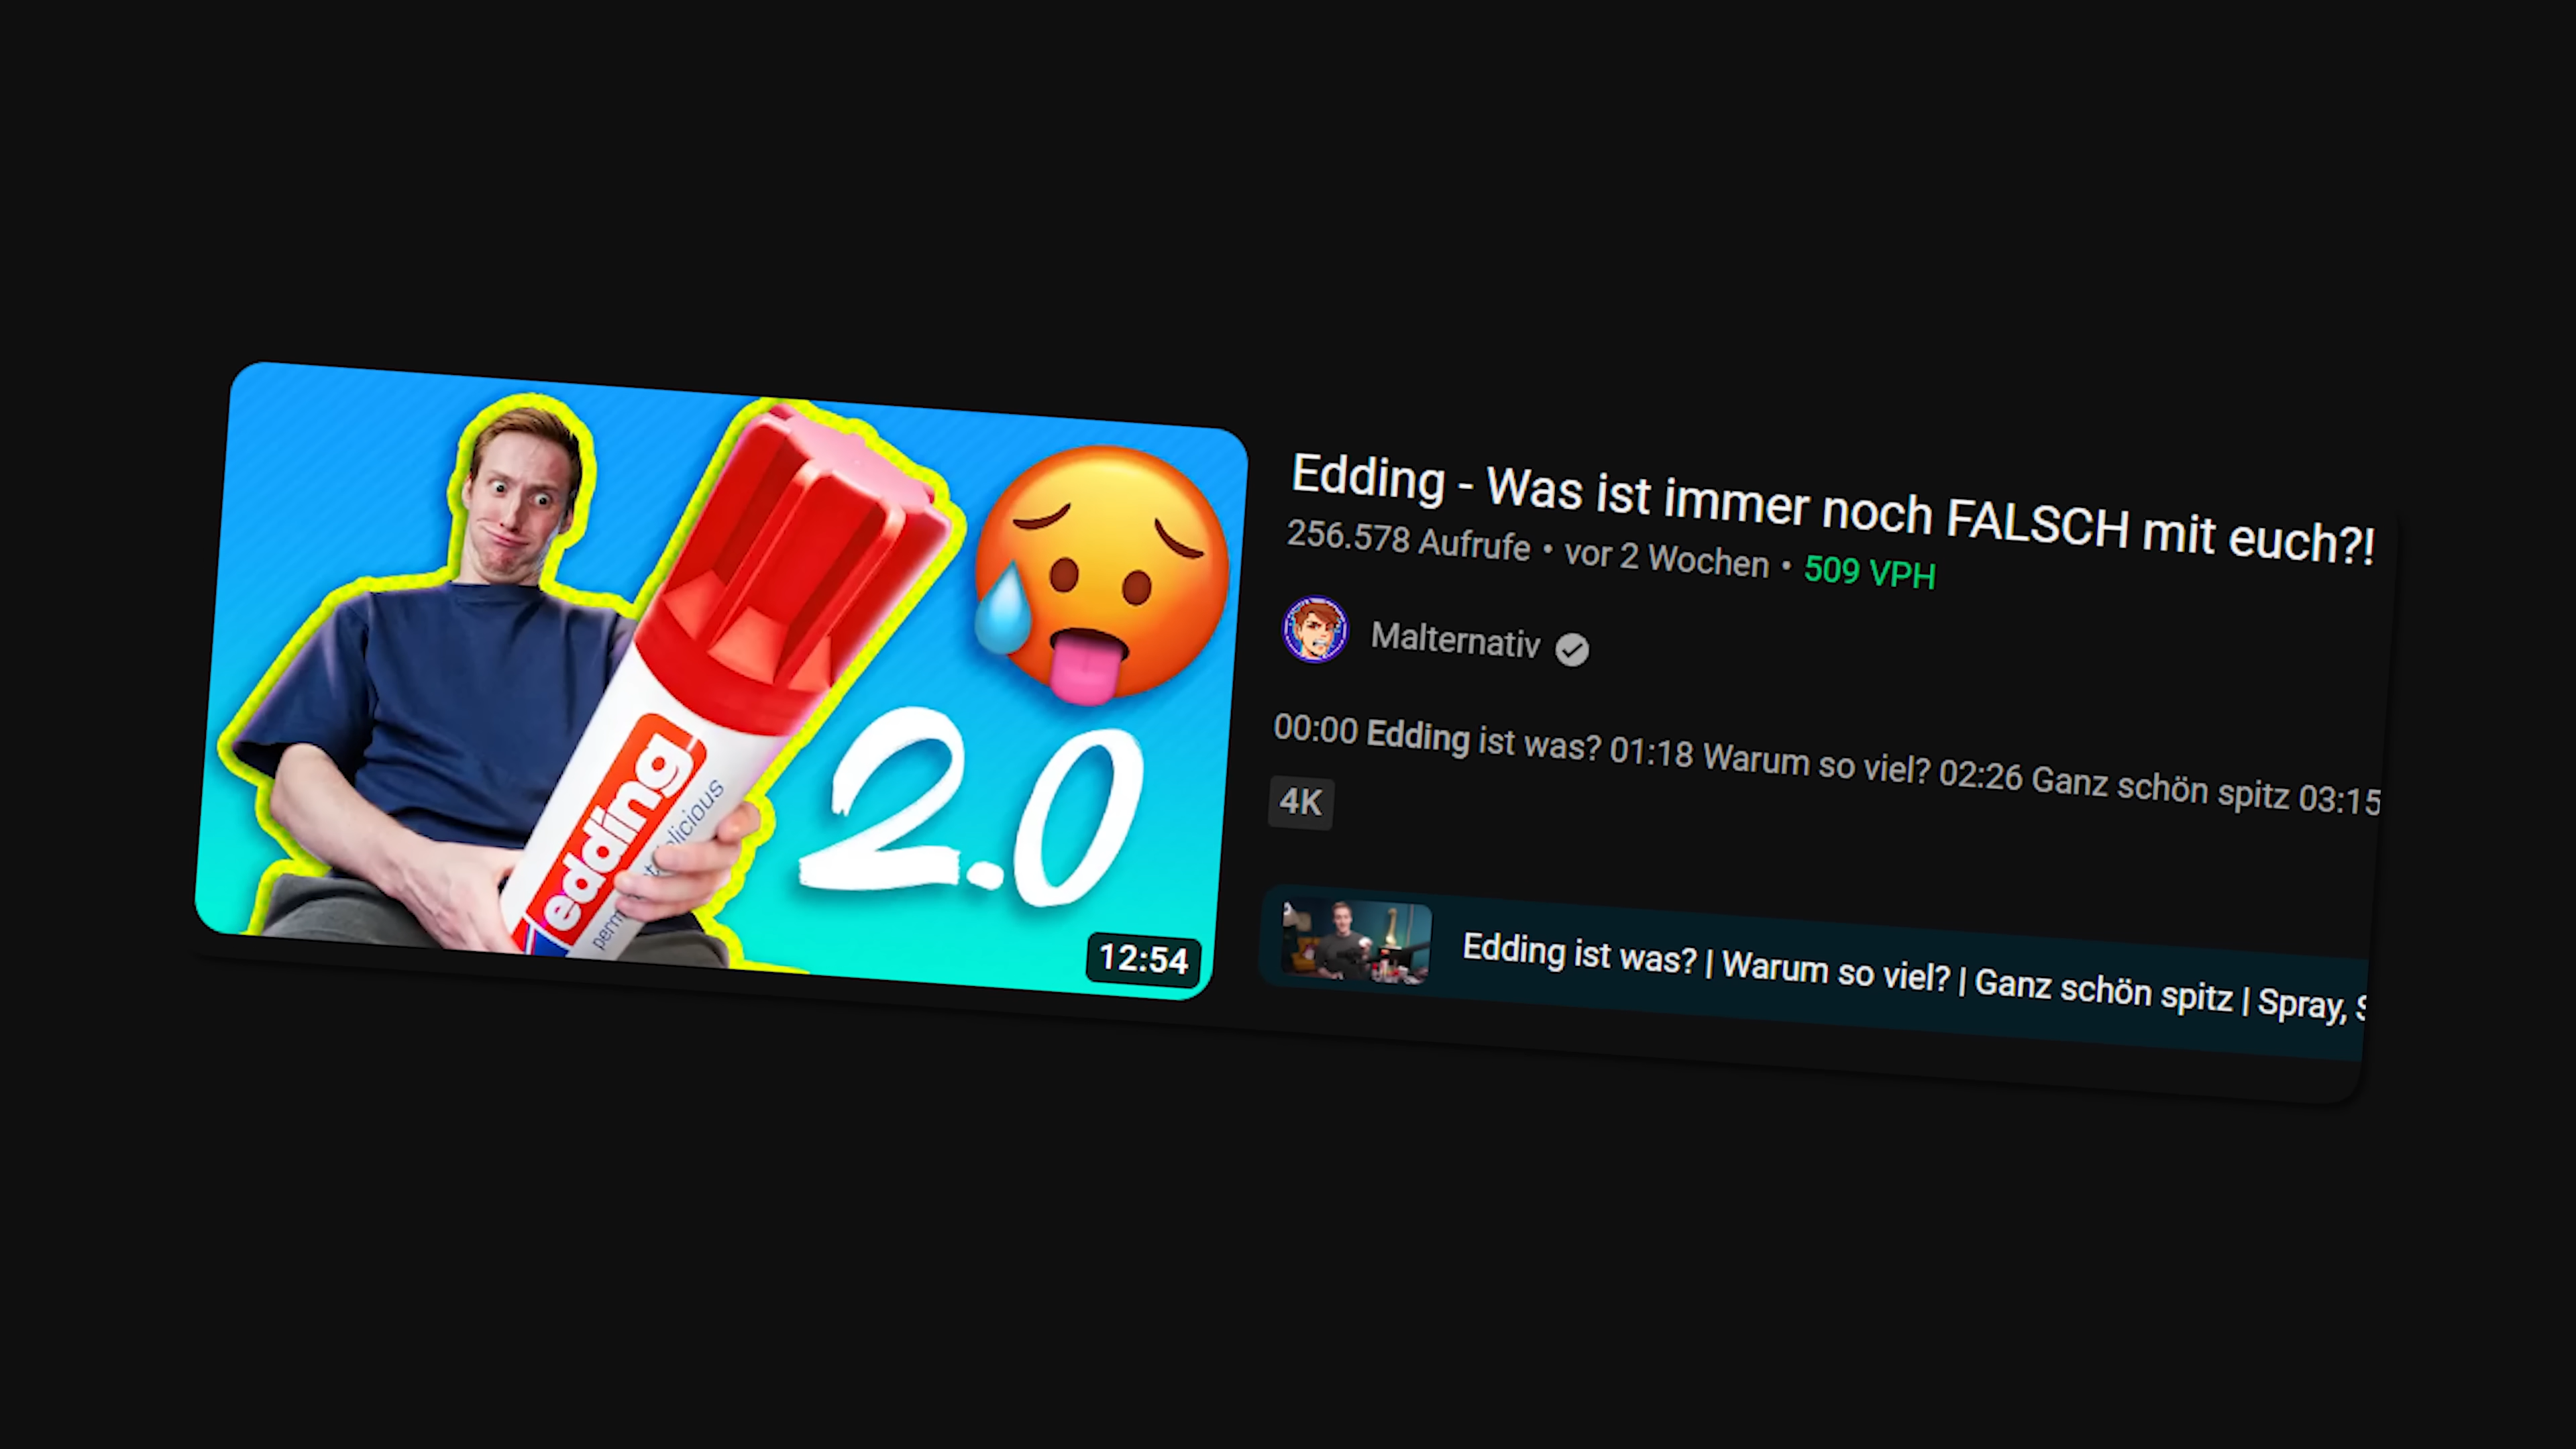 edding
2.0
12:54
Edding - Was ist immer noch FALSCH mit euch?!
256.578 Aufrufe • vor 2 Wochen • 509 VPH
Malternativ
00:00 Edding ist was? 01:18 Warum so viel? 02:26 Ganz schön spitz 03:15
4K
Edding ist was? | Warum so viel? | Ganz schön spitz | Spray,